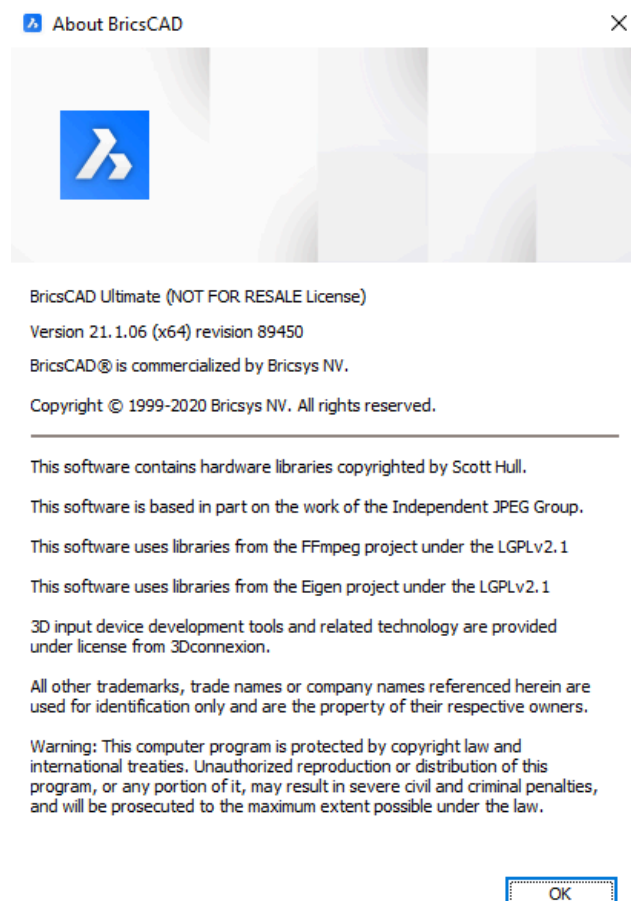 About BricsCAD
BricsCAD Ultimate (NOT FOR RESALE License)
Version 21.1.06 (x64) revision 89450
BricsCAD® is commercialized by Bricsys NV.
Copyright © 1999-2020 Bricsys NV. All rights reserved.
This software contains hardware libraries copyrighted by Scott Hull.
This software is based in part on the work of the Independent JPEG Group.
This software uses libraries from the FFmpeg project under the LGPLv2.1
This software uses libraries from the Eigen project under the LGPLv2.1
3D input device development tools and related technology are provided
under license from 3Dconnexion.
All other trademarks, trade names or company names referenced herein are
used for identification only and are the property of their respective owners.
Warning: This computer program is protected by copyright law and
international treaties. Unauthorized reproduction or distribution of this
program, or any portion of it, may result in severe civil and criminal penalties,
and will be prosecuted to the maximum extent possible under the law.
OK